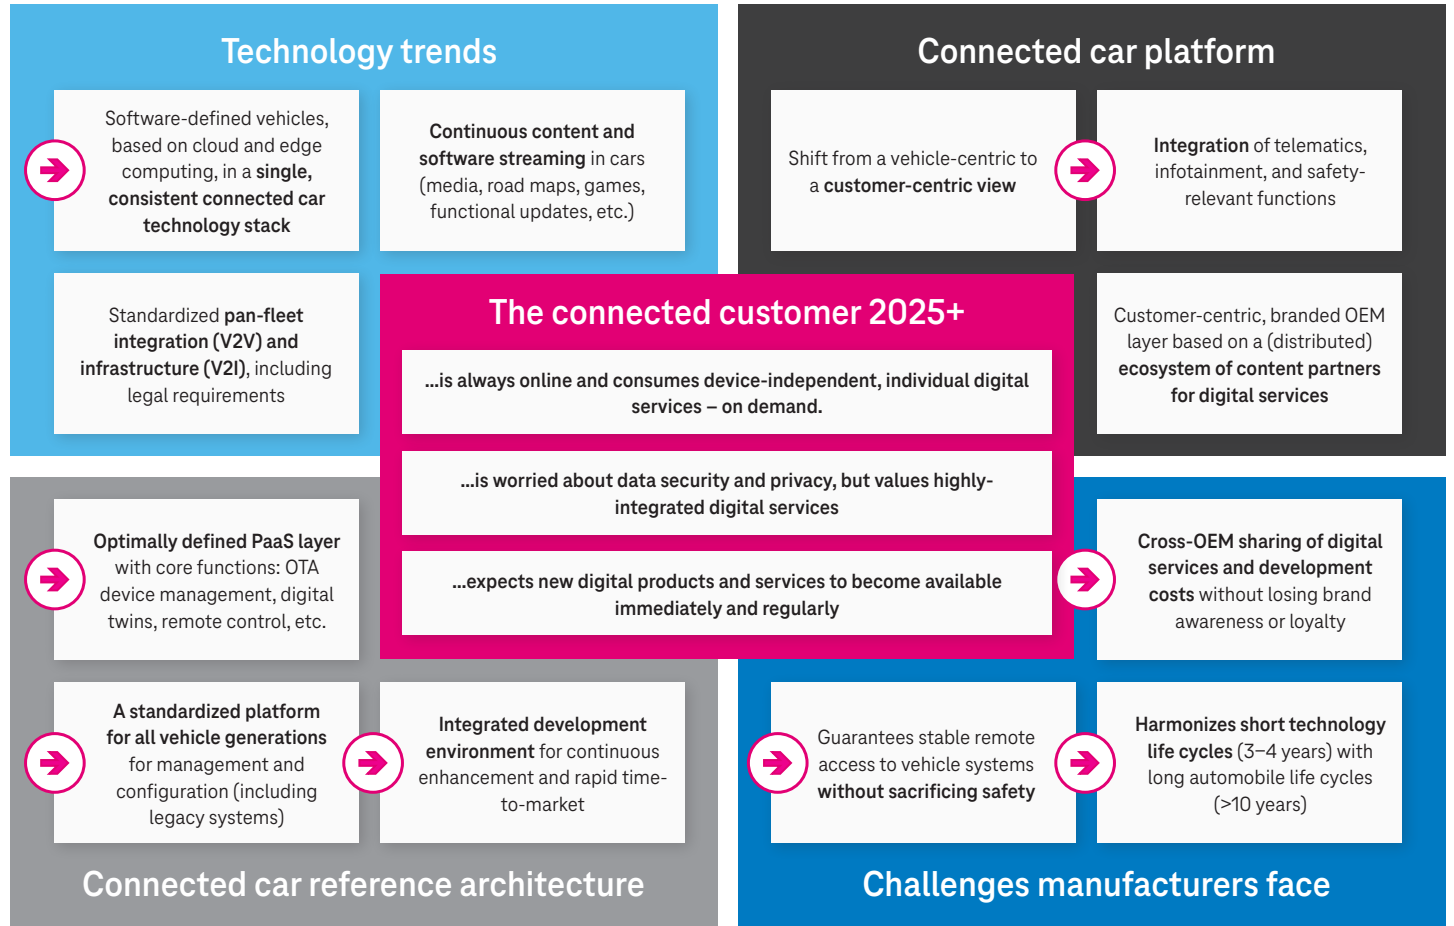 Technology trends
Software-defined vehicles,
based on cloud and edge
computing, in a single,
consistent connected car
technology stack
Continuous content and
software streaming in cars
(media, road maps, games,
functional updates, etc.)
Standardized pan-fleet
integration (V2V) and
infrastructure (V2I), including
legal requirements
Connected car platform
Shift from a vehicle-centric to
a customer-centric view
Integration of telematics,
infotainment, and safety-
relevant functions
Customer-centric, branded OEM
layer based on a (distributed)
ecosystem of content partners
for digital services
The connected customer 2025+
...is always online and consumes device-independent, individual digital
services – on demand.
...is worried about data security and privacy, but values highly-
integrated digital services
...expects new digital products and services to become available
immediately and regularly
Optimally defined PaaS layer
with core functions: OTA
device management, digital
twins, remote control, etc.
A standardized platform
for all vehicle generations
for management and
configuration (including
legacy systems)
Integrated development
environment for continuous
enhancement and rapid time-
to-market
Connected car reference architecture
Cross-OEM sharing of digital
services and development
costs without losing brand
awareness or loyalty
Guarantees stable remote
access to vehicle systems
without sacrificing safety
Harmonizes short technology
life cycles (3–4 years) with
long automobile life cycles
(>10 years)
Challenges manufacturers face